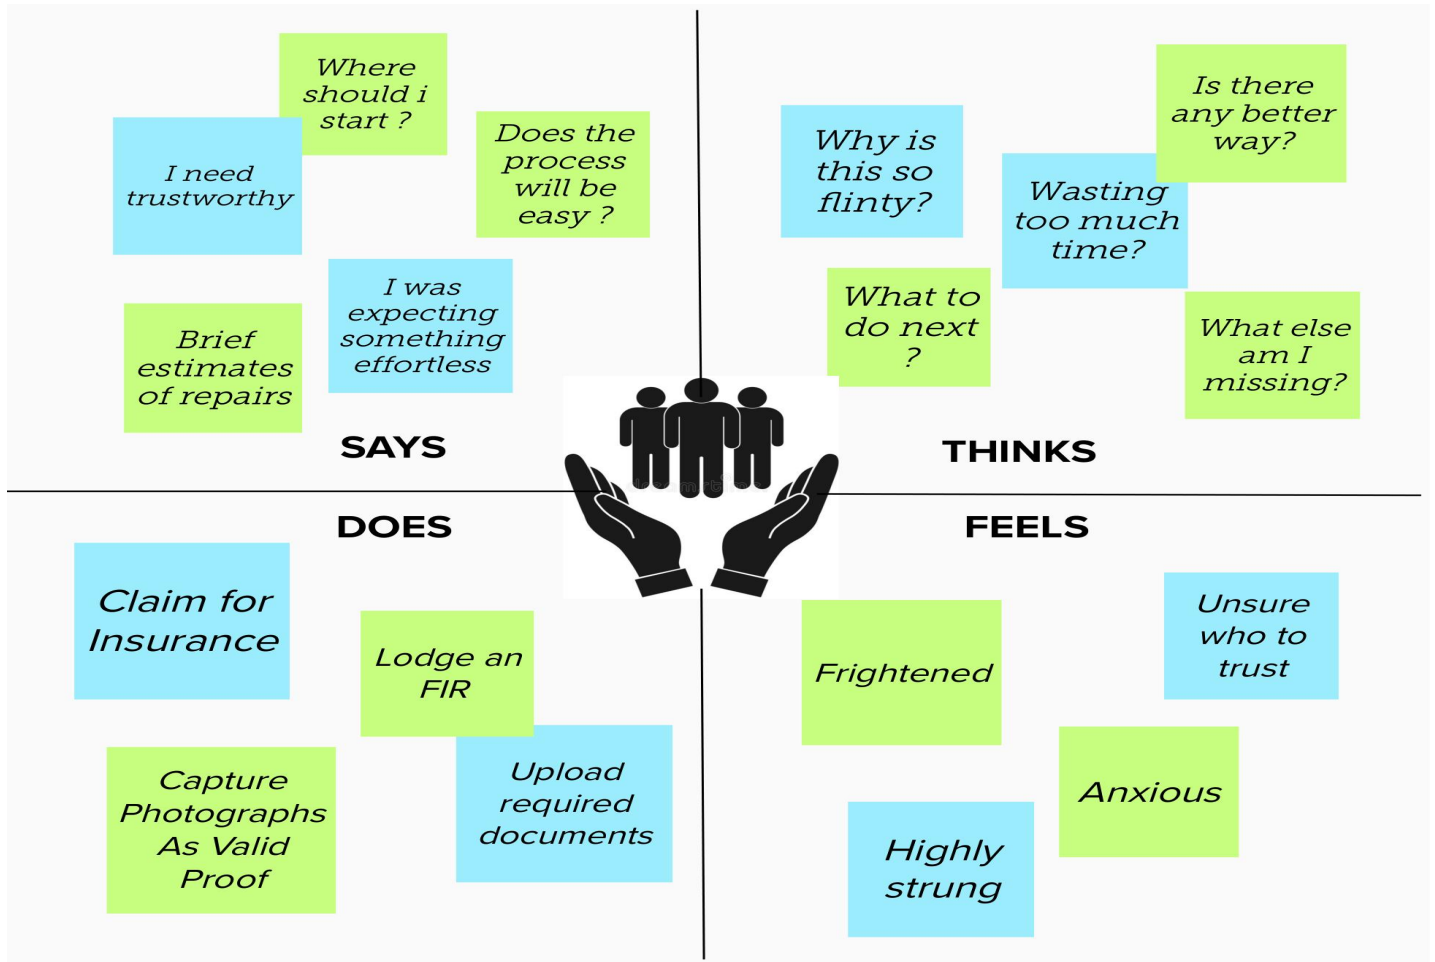 Where
should i
start ?
I need
trustworthy
Does the
process
will be
easy ?
I was
expecting
something
effortless
Brief
estimates
of repairs
SAYS
Why is
this so
flinty?
Is there
any better
way?
Wasting
too much
time?
What to
do next
?
What else
am I
missing?
THINKS
DOES
Claim for
Insurance
Lodge an
FIR
Capture
Photographs
As Valid
Proof
Upload
required
documents
FEELS
Frightened
Unsure
who to
trust
Anxious
Highly
strung